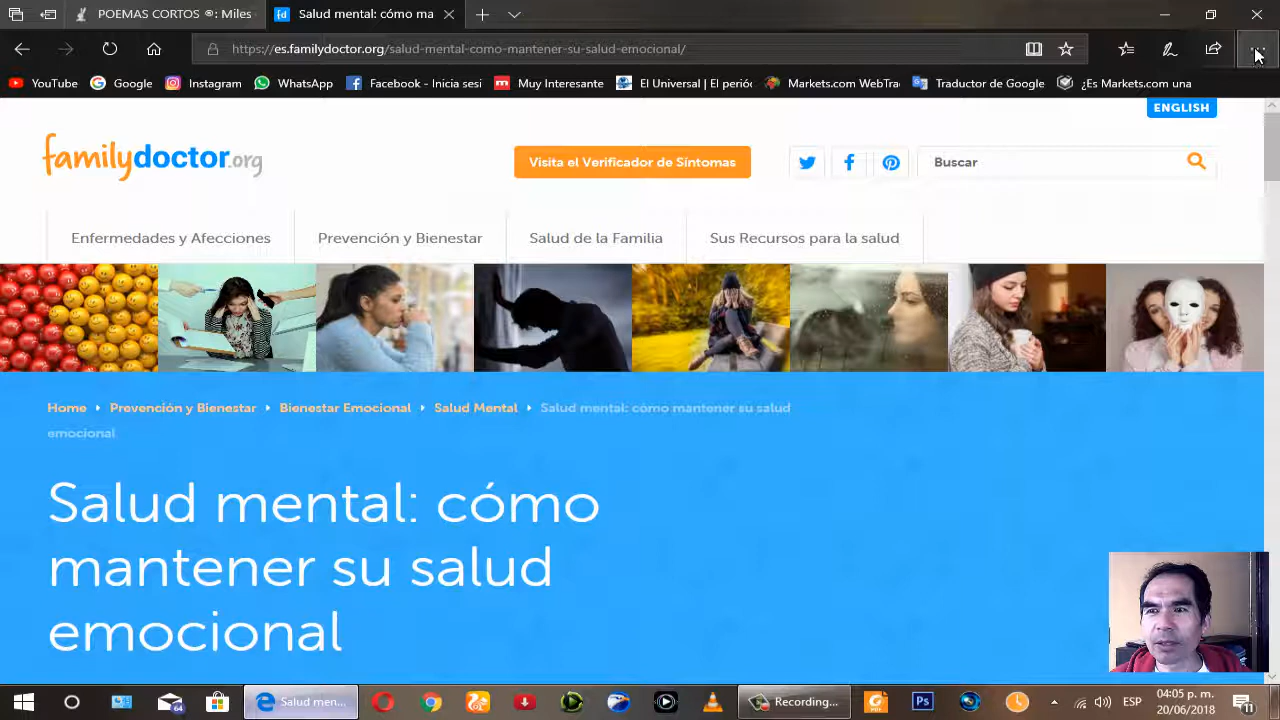 POEMAS CORTOS ®: Miles
Salud mental: cómo ma
https://es.familydoctor.org/salud-mental-como-mantener-su-salud-emocional/
YouTube
Google
Instagram
WhatsApp
Facebook - Inicia sesi
Muy Interesante
El Universal | El periód
Markets.com WebTra
Traductor de Google
¿Es Markets.com una
ENGLISH
familydoctor.org
Visita el Verificador de Síntomas
Buscar
Enfermedades y Afecciones
Prevención y Bienestar
Salud de la Familia
Sus Recursos para la salud
Home
Prevención y Bienestar
Bienestar Emocional
Salud Mental
Salud mental: cómo mantener su salud
emocional
Salud mental: cómo
mantener su salud
emocional
64
Salud men...
Recording...
Ps
ESP
04:05 p. m.
20/06/2018
11